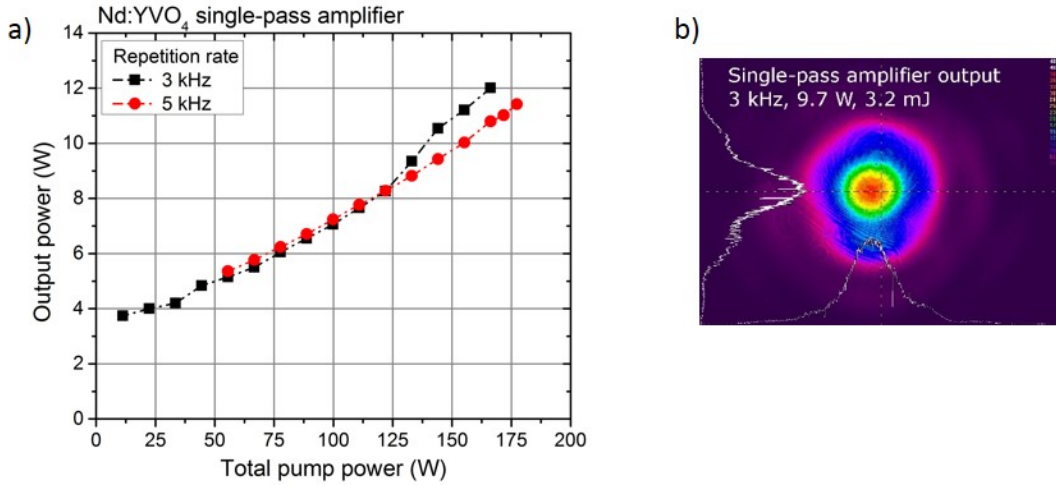 a)
Nd:YVO₄ single-pass amplifier
14
12
10
8
6
4
2
0
Output power (W)
Repetition rate
3 kHz
5 kHz
0 25 50 75 100 125 150 175 200
Total pump power (W)
b)
Single-pass amplifier output
3 kHz, 9.7 W, 3.2 mJ